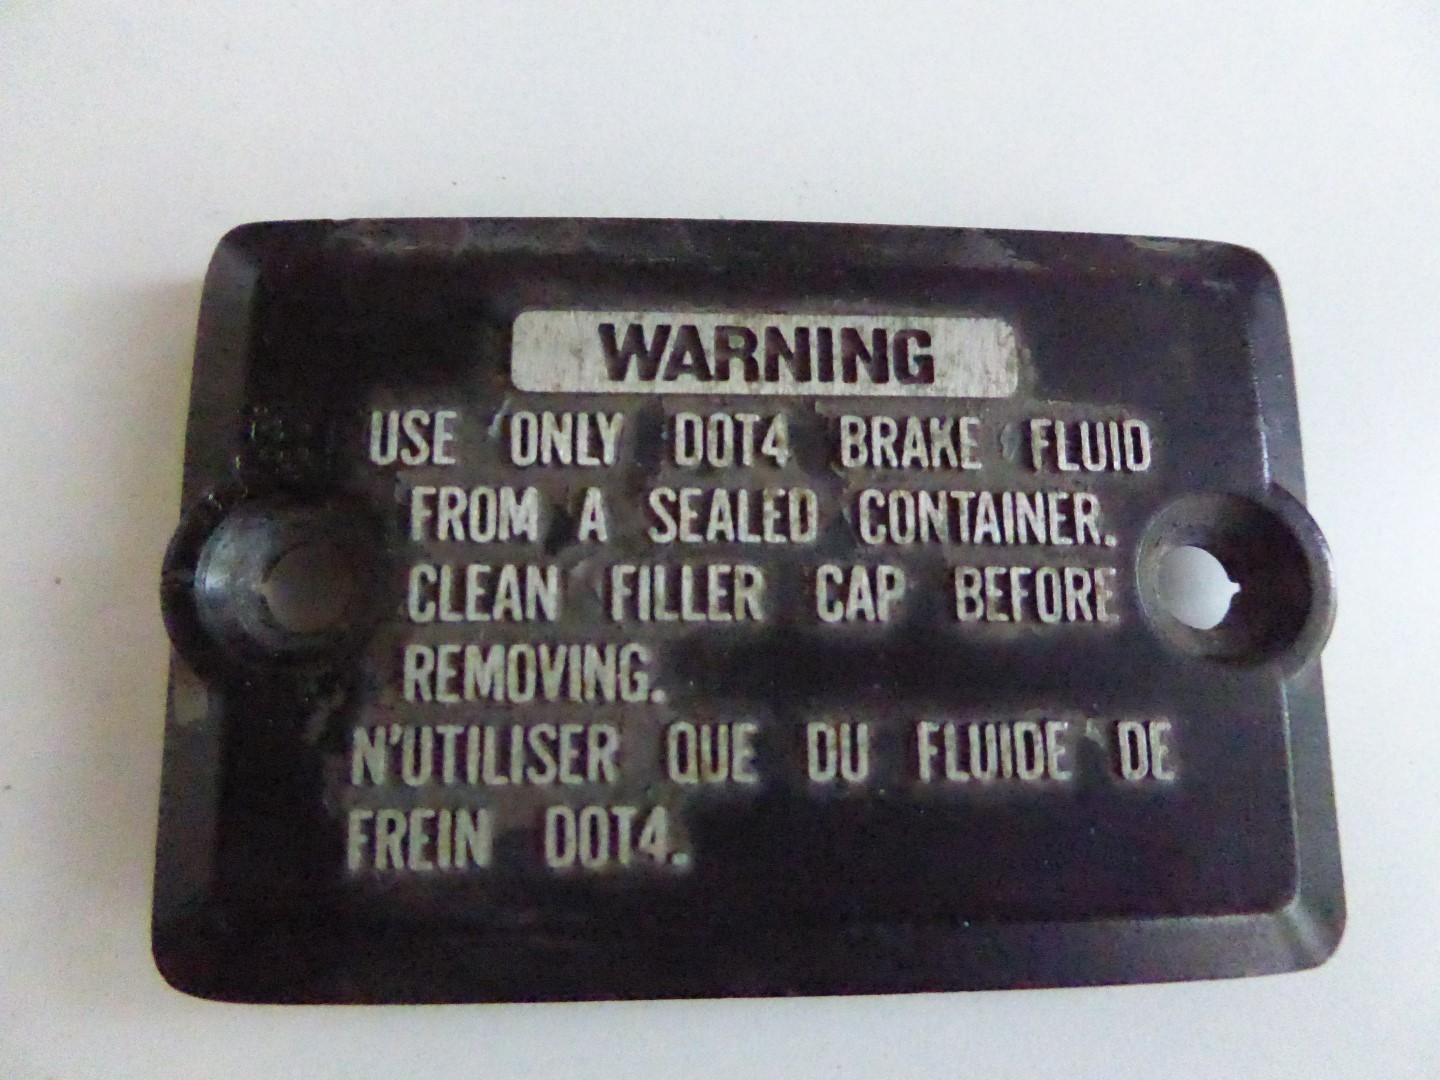 WARNING
USE ONLY DOT4 BRAKE FLUID
FROM A SEALED CONTAINER.
CLEAN FILLER CAP BEFORE
REMOVING.
N'UTILISER QUE DU FLUIDE DE
FREIN DOT4.